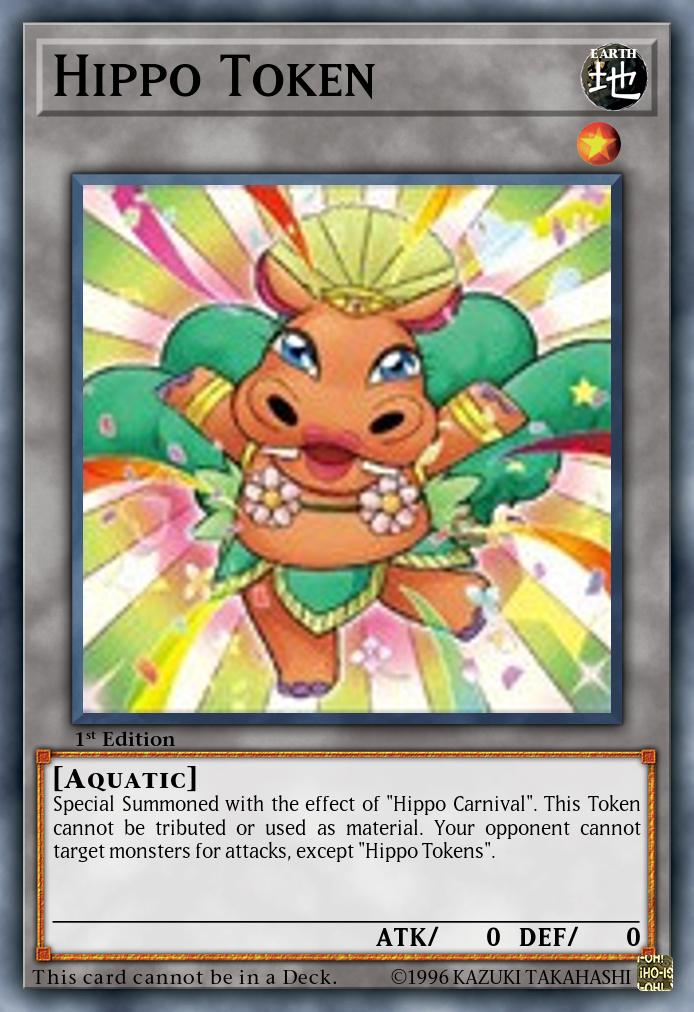 Hippo Token
EARTH
地
1st Edition
[Aquatic]
Special Summoned with the effect of "Hippo Carnival". This Token
cannot be tributed or used as material. Your opponent cannot
target monsters for attacks, except "Hippo Tokens".
ATK/ 0 DEF/ 0
This card cannot be in a Deck. ©1996 KAZUKI TAKAHASHI